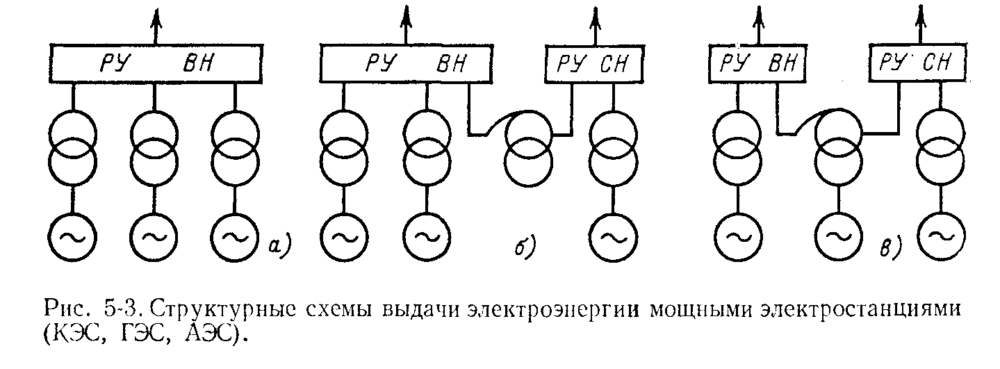 РУ ВН
РУ ВН
РУ СН
РУ ВН
РУ СН
а)
б)
в)
Рис. 5-3. Структурные схемы выдачи электроэнергии мощными электростанциями
(КЭС, ГЭС, АЭС).